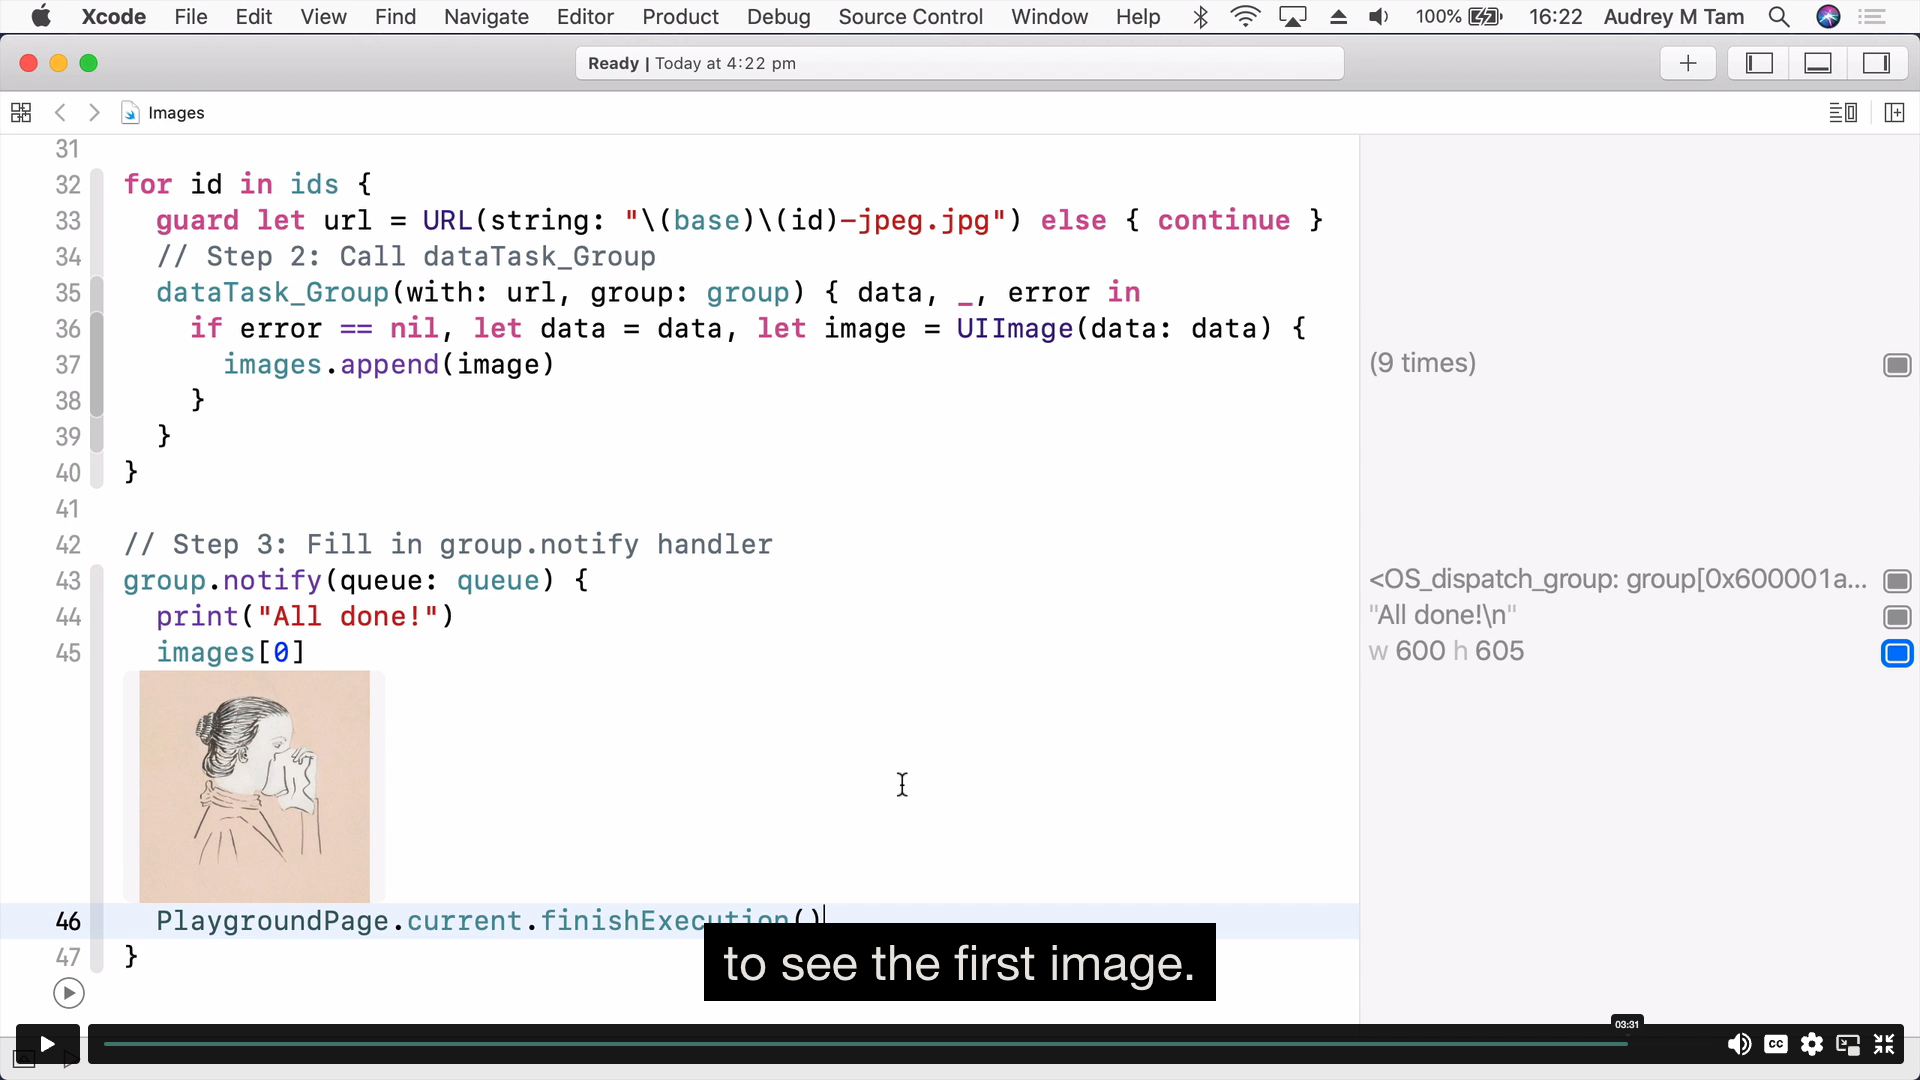 Xcode File Edit View Find Navigate Editor Product Debug Source Control Window Help 100% 16:22 Audrey M Tam
Ready | Today at 4:22 pm
Images
31
32 for id in ids {
33 guard let url = URL(string: "\(base)\(id)-jpeg.jpg") else { continue }
34 // Step 2: Call dataTask_Group
35 dataTask_Group(with: url, group: group) { data, _, error in
36 if error == nil, let data = data, let image = UIImage(data: data) {
37 images.append(image)
(9 times)
38 }
39 }
40 }
41
42 // Step 3: Fill in group.notify handler
43 group.notify(queue: queue) {
<OS_dispatch_group: group[0x600001a...
44 print("All done!")
"All done!\n"
45 images[0]
w 600 h 605
46 PlaygroundPage.current.finishExecution()
47 }
to see the first image.
03:31
CC